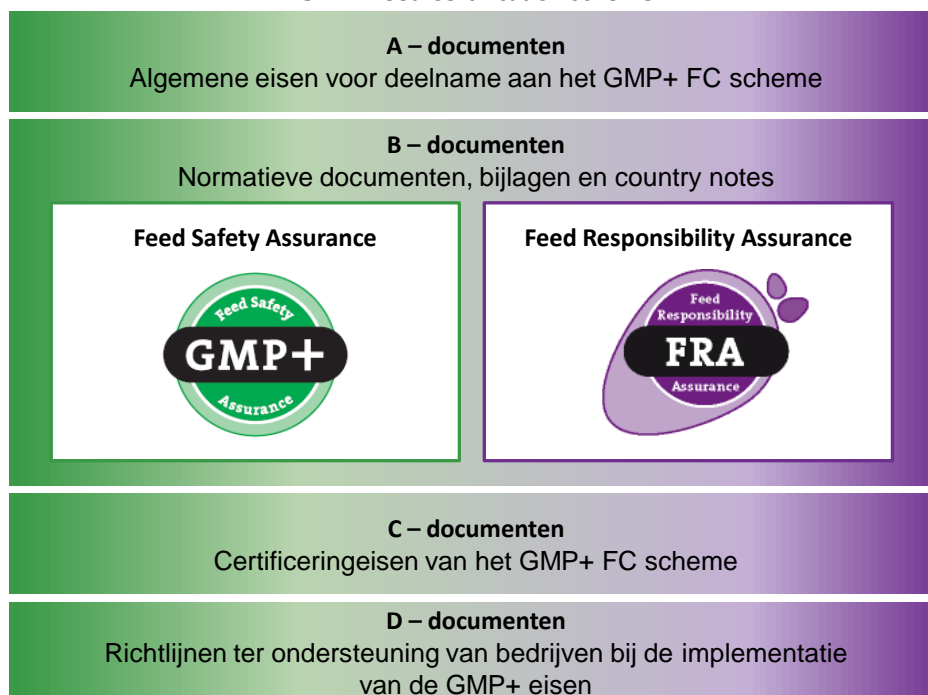 A – documenten
Algemene eisen voor deelname aan het GMP+ FC scheme
B – documenten
Normatieve documenten, bijlagen en country notes
Feed Safety Assurance
Feed Safety
GMP+
Assurance
Feed Responsibility Assurance
Feed
Responsibility
FRA
Assurance
C – documenten
Certificeringeisen van het GMP+ FC scheme
D – documenten
Richtlijnen ter ondersteuning van bedrijven bij de implementatie
van de GMP+ eisen